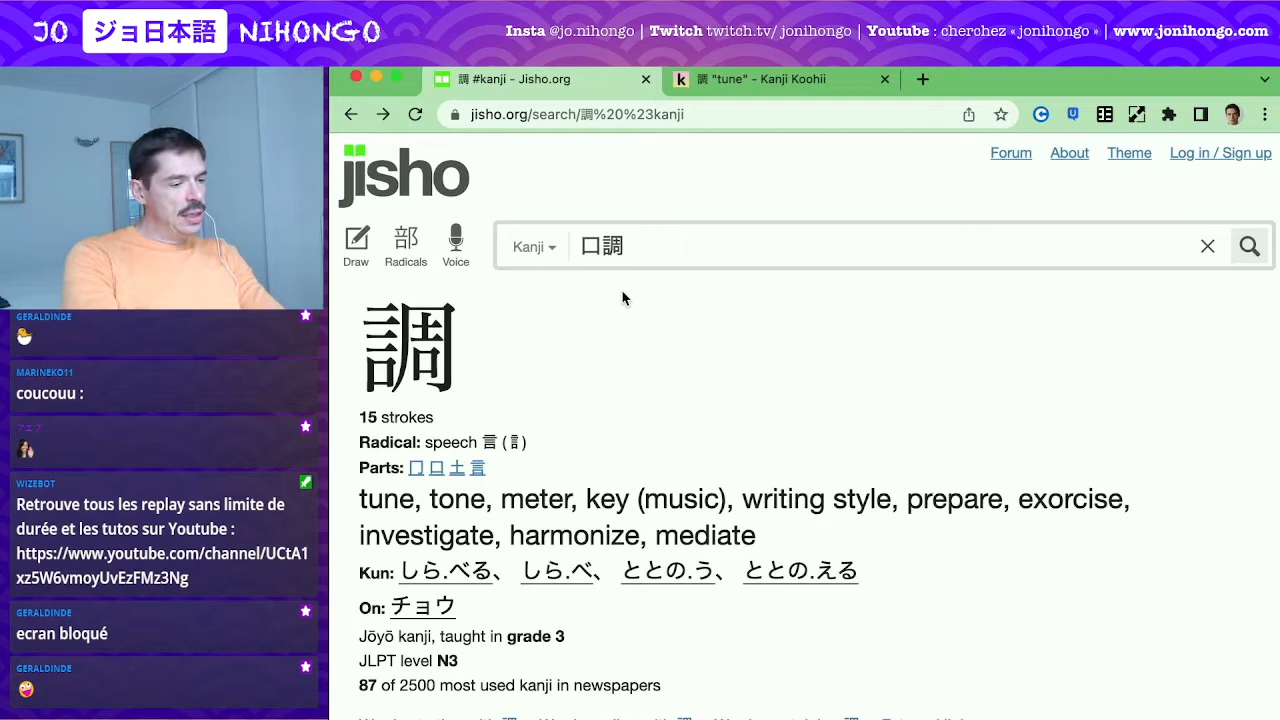 JO ジョ日本語 NIHONGO
Insta @jo.nihongo | Twitch twitch.tv/ jonihongo | Youtube : cherchez « jonihongo » | www.jonihongo.com
調 #kanji - Jisho.org
k 調 "tune" - Kanji Koohii
jisho.org/search/調%20%23kanji
jisho
Forum About Theme Log in / Sign up
部
Draw Radicals Voice
Kanji 口調
調
15 strokes
Radical: speech 言 (訁)
Parts: 冂 口 土 言
tune, tone, meter, key (music), writing style, prepare, exorcise,
investigate, harmonize, mediate
Kun: しら.べる、 しら.べ、 ととの.う、 ととの.える
On: チョウ
Jōyō kanji, taught in grade 3
JLPT level N3
87 of 2500 most used kanji in newspapers
GERALDINDE
MARINEKO11
coucouu :
WIZEBOT
Retrouve tous les replay sans limite de
durée et les tutos sur Youtube :
https://www.youtube.com/channel/UCtA1
xz5W6vmoyUvEzFMz3Ng
GERALDINDE
ecran bloqué
GERALDINDE